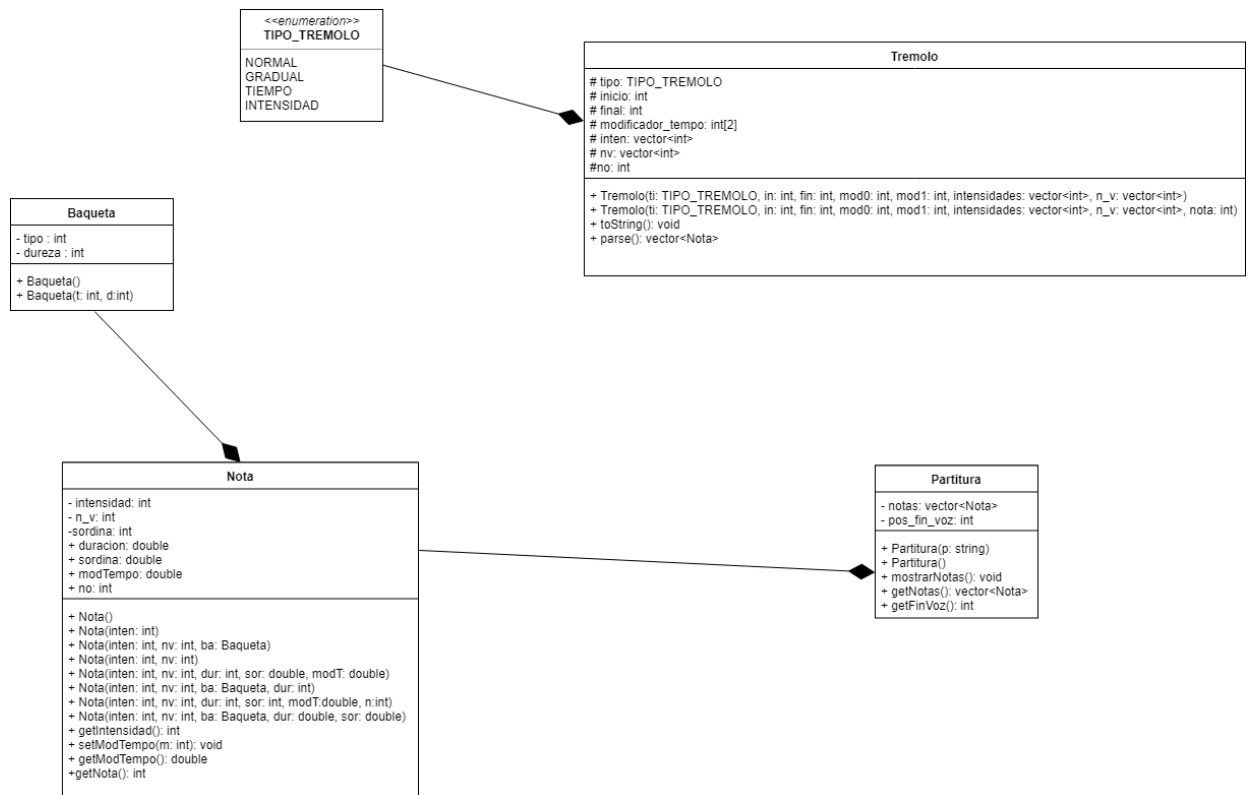 <<enumeration>>
TIPO_TREMOLO
NORMAL
GRADUAL
TIEMPO
INTENSIDAD
Tremolo
# tipo: TIPO_TREMOLO
# inicio: int
# final: int
# modificador_tempo: int[2]
# inten: vector<int>
# nv: vector<int>
#no: int
+ Tremolo(ti: TIPO_TREMOLO, in: int, fin: int, mod0: int, mod1: int, intensidades: vector<int>, n_v: vector<int>)
+ Tremolo(ti: TIPO_TREMOLO, in: int, fin: int, mod0: int, mod1: int, intensidades: vector<int>, n_v: vector<int>, nota: int)
+ toString(): void
+ parse(): vector<Nota>
Baqueta
- tipo : int
- dureza : int
+ Baqueta()
+ Baqueta(t: int, d:int)
Nota
- intensidad: int
- n_v: int
-sordina: int
+ duracion: double
+ sordina: double
+ modTempo: double
+ no: int
+ Nota()
+ Nota(inten: int)
+ Nota(inten: int, nv: int, ba: Baqueta)
+ Nota(inten: int, nv: int)
+ Nota(inten: int, nv: int, dur: int, sor: double, modT: double)
+ Nota(inten: int, nv: int, ba: Baqueta, dur: int)
+ Nota(inten: int, nv: int, dur: int, sor: int, modT:double, n:int)
+ Nota(inten: int, nv: int, ba: Baqueta, dur: double, sor: double)
+ getIntensidad(): int
+ setModTempo(m: int): void
+ getModTempo(): double
+getNota(): int
Partitura
- notas: vector<Nota>
- pos_fin_voz: int
+ Partitura(p: string)
+ Partitura()
+ mostrarNotas(): void
+ getNotas(): vector<Nota>
+ getFinVoz(): int